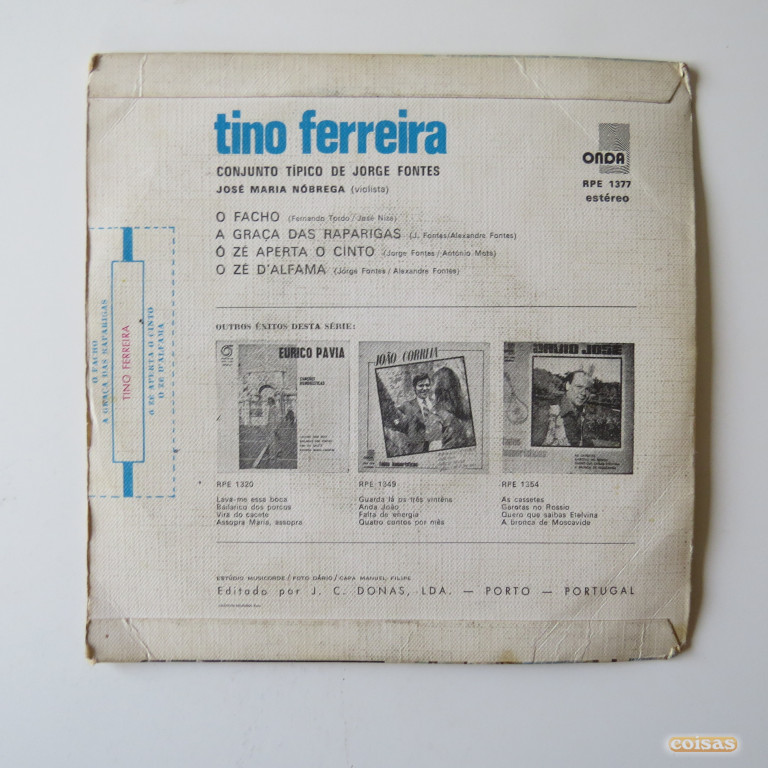 tino ferreira
ONDA
CONJUNTO TÍPICO DE JORGE FONTES
RPE 1377
JOSÉ MARIA NÓBREGA (violista)
estéreo
O FACHO (Fernando Tordo / José Niza)
A GRAÇA DAS RAPARIGAS (J. Fontes/Alexandre Fontes)
Ó ZÉ APERTA O CINTO (Jorge Fontes / António Mota)
O ZÉ D'ALFAMA (Jorge Fontes / Alexandre Fontes)
O FACHO
A GRAÇA DAS RAPARIGAS
TINO FERREIRA
Ó ZÉ APERTA O CINTO
O ZÉ D'ALFAMA
OUTROS ÊXITOS DESTA SÉRIE:
EURICO PAVIA
JOÃO CORREIA
JOSÉ
RPE 1320
Lava-me essa boca
Bailarico dos porcos
Vira do cacete
Assopra Maria, assopra
RPE 1349
Guarda lá os três vinténs
Anda João
Falta de energia
Quatro contos por mês
RPE 1354
As cassetes
Garotas no Rossio
Quero que saibas Etelvina
A bronca de Moscavide
ESTÚDIO MUSICORDE / FOTO DÁRIO / CAPA MANUEL FILIPE
Editado por J. C. DONAS, LDA. — PORTO — PORTUGAL
coisas